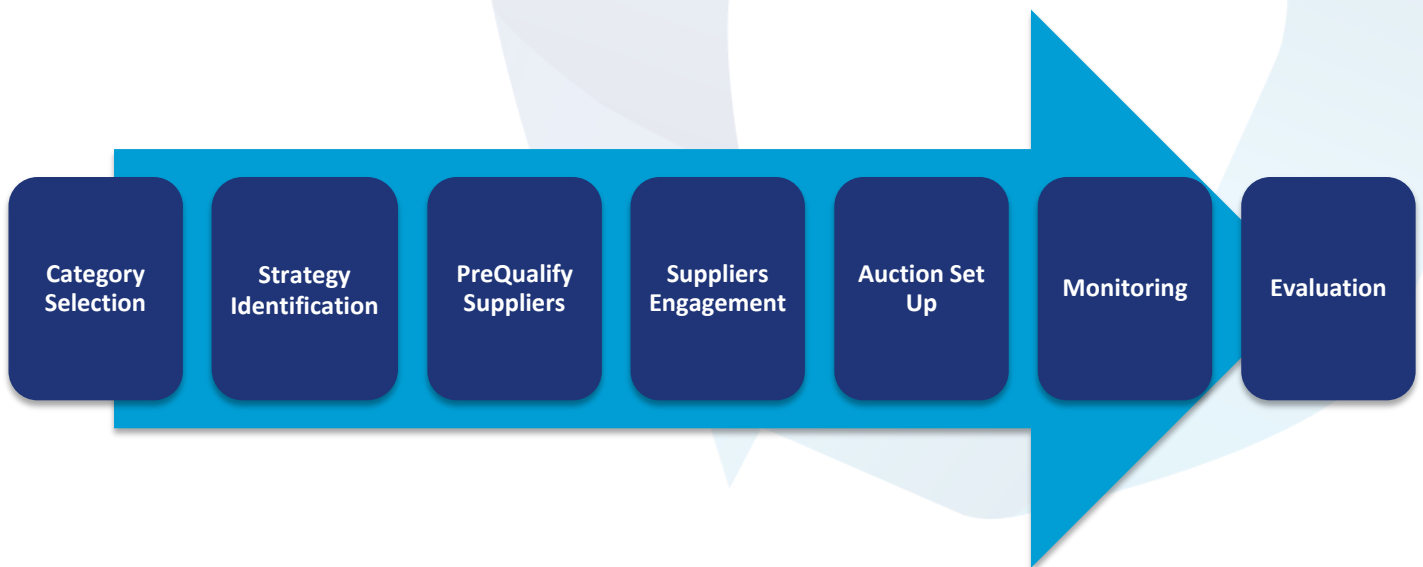 Category
Selection
Strategy
Identification
PreQualify
Suppliers
Suppliers
Engagement
Auction Set
Up
Monitoring
Evaluation